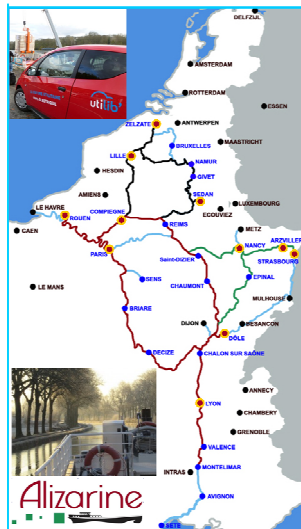 DELFZIJL
AMSTERDAM
ROTTERDAM
ESSEN
ZELZATE
ANTWERPEN
MAASTRICHT
BRUXELLES
LILLE
NAMUR
HESDIN
GIVET
AMIENS
SEDAN
LUXEMBOURG
ECOUVIEZ
LE HAVRE
COMPIEGNE
ROUEN
REIMS
CAEN
METZ
ARZVILLER
NANCY
PARIS
Saint-DIZIER
STRASBOURG
SENS
EPINAL
CHAUMONT
LE MANS
MULHOUSE
BRIARE
DIJON
BESANCON
DÔLE
DECIZE
CHALON SUR SAÔNE
ANNECY
LYON
CHAMBERY
GRENOBLE
VALENCE
INTRAS
MONTELIMAR
AVIGNON
SETE
utilib
Alizarine